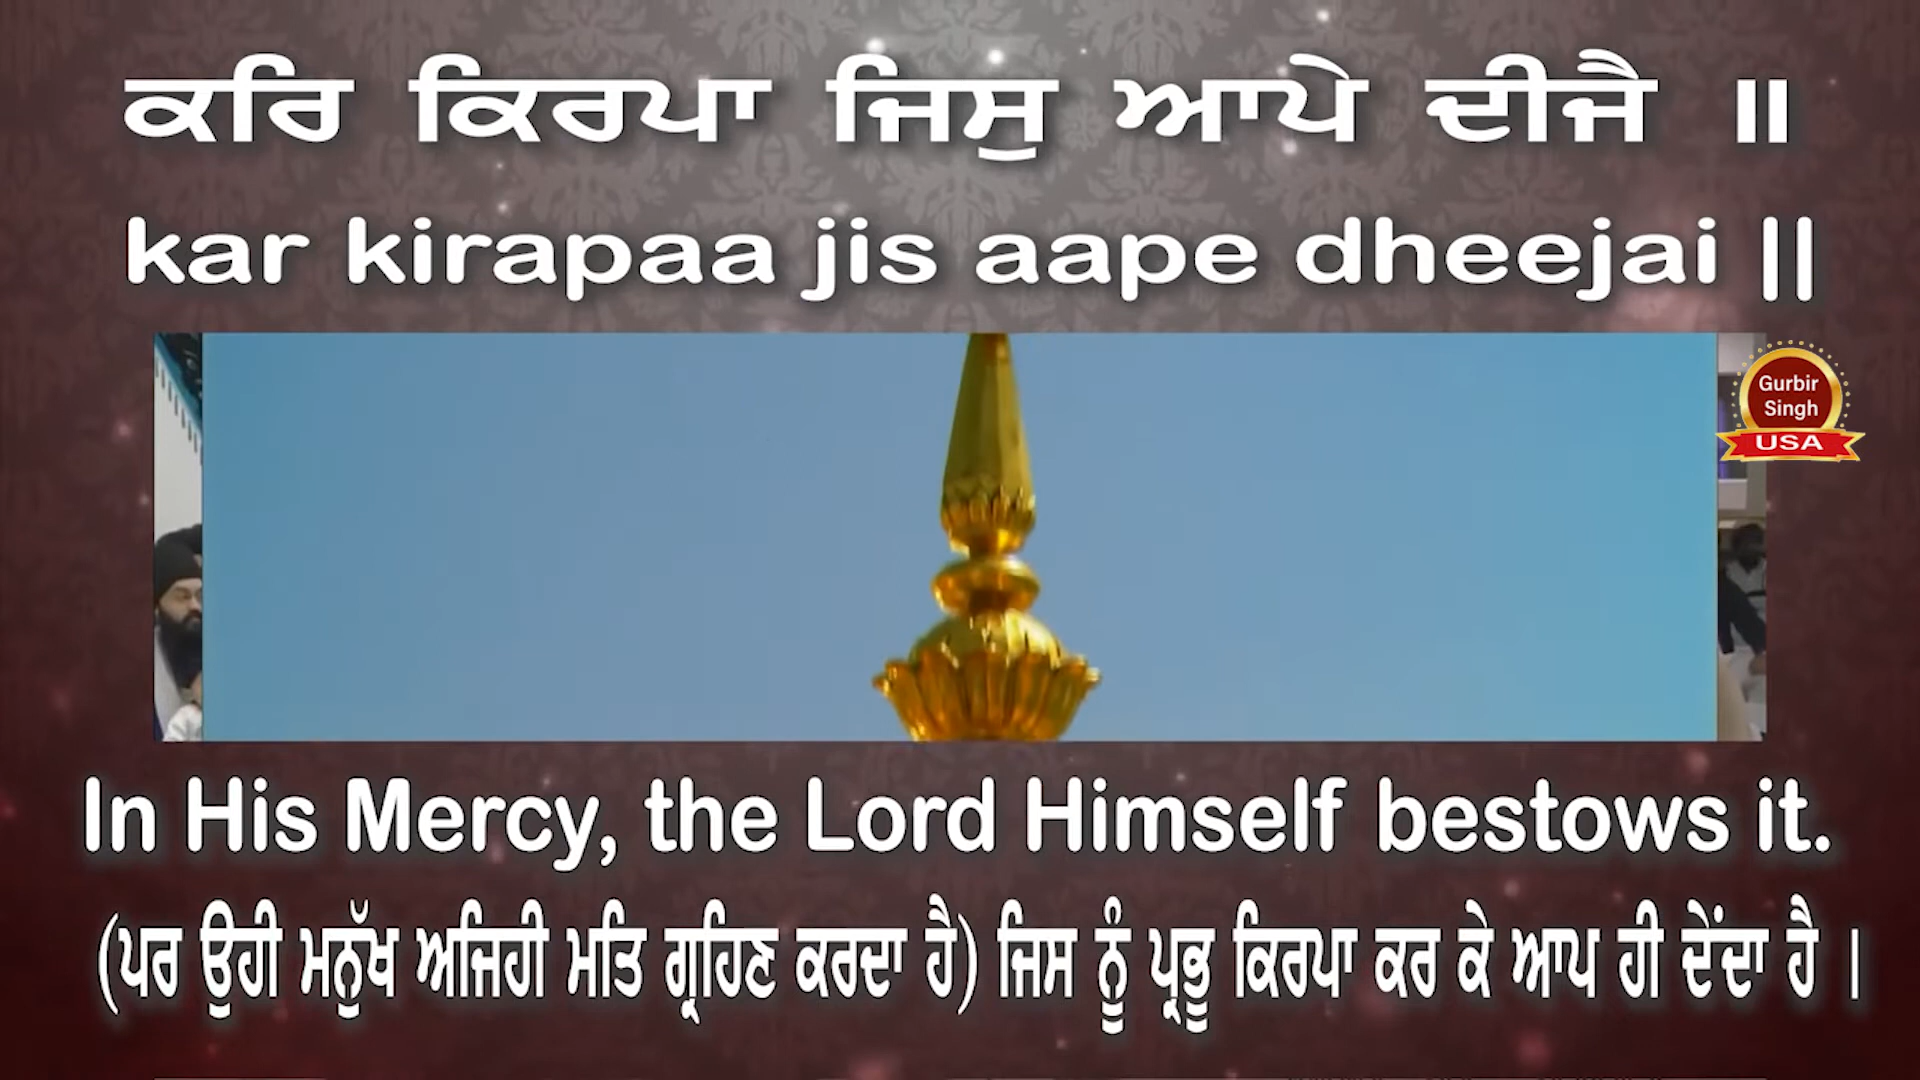 ਕਰਿ ਕਿਰਪਾ ਜਿਸੁ ਆਪੇ ਦੀਜੈ ॥
kar kirapaa jis aape dheejai ||
Gurbir
Singh
USA
In His Mercy, the Lord Himself bestows it.
(ਪਰ ਉਹੀ ਮਨੁੱਖ ਅਜਿਹੀ ਮਤਿ ਗ੍ਰਹਿਣ ਕਰਦਾ ਹੈ) ਜਿਸ ਨੂੰ ਪ੍ਰਭੂ ਕਿਰਪਾ ਕਰ ਕੇ ਆਪ ਹੀ ਦੇਂਦਾ ਹੈ ।